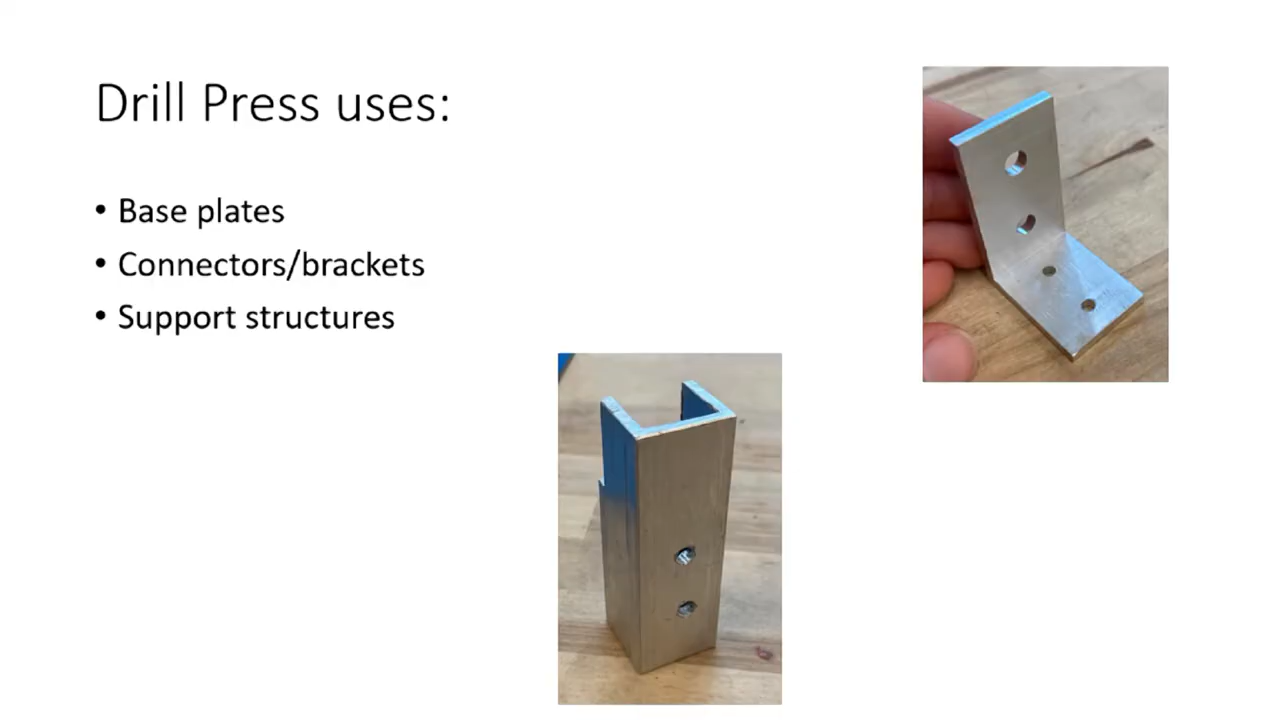 Drill Press uses:
• Base plates
• Connectors/brackets
• Support structures